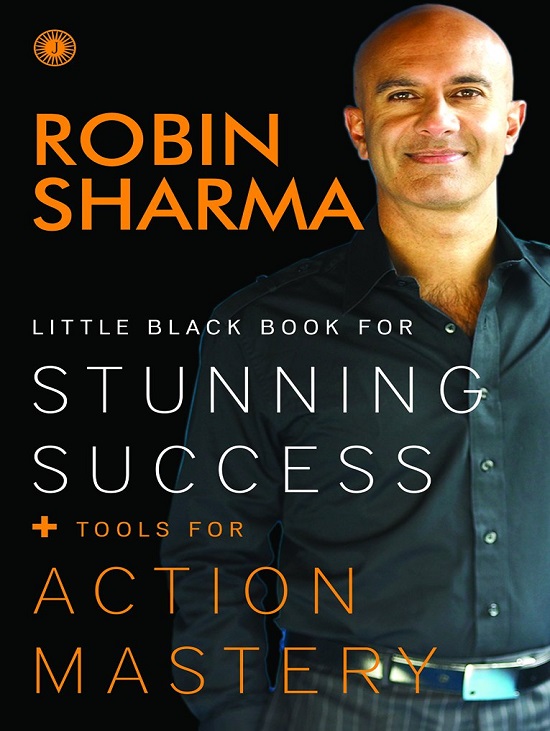 J
ROBIN
SHARMA
LITTLE BLACK BOOK FOR
STUNNING
SUCCESS
+ TOOLS FOR
ACTION
MASTERY